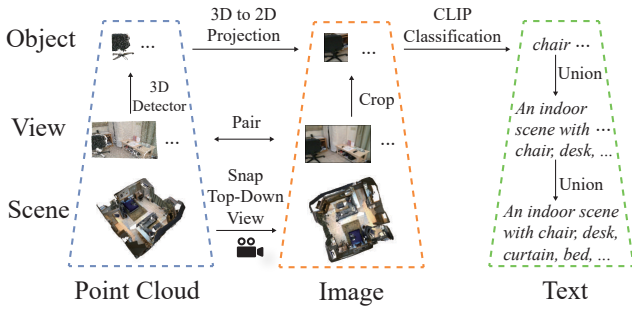 Object
...
3D to 2D
Projection
...
CLIP
Classification
chair ...
3D
Detector
Crop
Union
View
...
Pair
...
An indoor
scene with ...
chair, desk, ...
Scene
Snap
Top-Down
View
Union
An indoor scene
with chair, desk,
curtain, bed, ...
Point Cloud
Image
Text